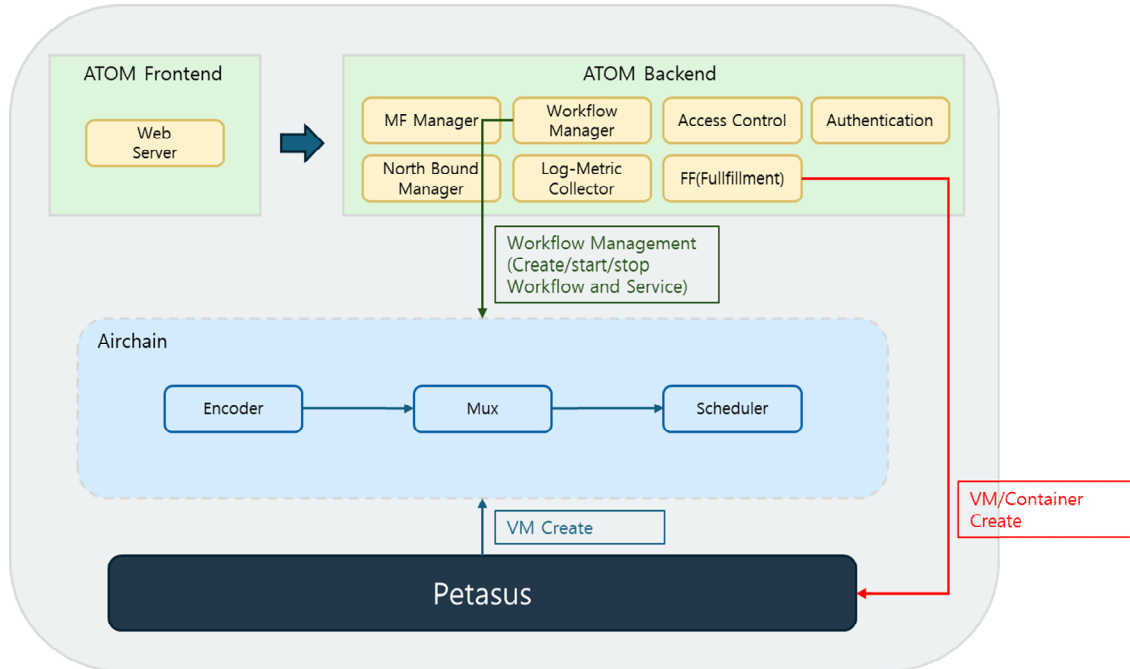 ATOM Frontend
Web
Server
ATOM Backend
MF Manager
Workflow
Manager
Access Control
Authentication
North Bound
Manager
Log-Metric
Collector
FF(Fullfillment)
Workflow Management
(Create/start/stop
Workflow and Service)
Airchain
Encoder
Mux
Scheduler
VM Create
VM/Container
Create
Petasus